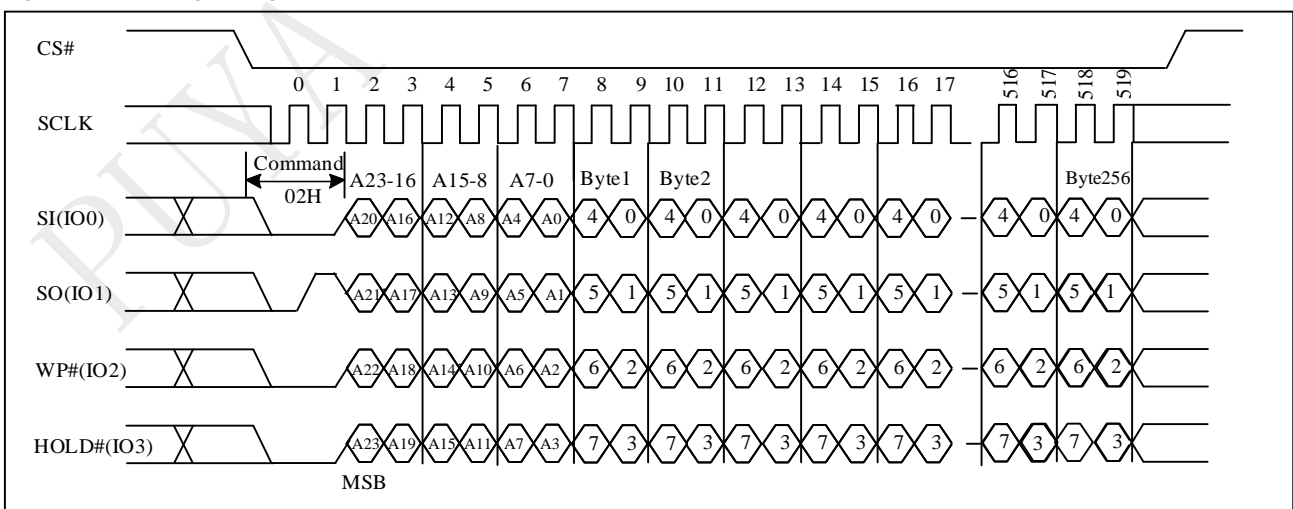 CS#
0 1 2 3 4 5 6 7 8 9 10 11 12 13 14 15 16 17 516 517 518 519
SCLK
Command
02H
A23-16 A15-8 A7-0 Byte1 Byte2 Byte256
SI(IO0) A20 A16 A12 A8 A4 A0 4 0 4 0 4 0 4 0 4 0 4 0 4 0
SO(IO1) A21 A17 A13 A9 A5 A1 5 1 5 1 5 1 5 1 5 1 5 1 5 1
WP#(IO2) A22 A18 A14 A10 A6 A2 6 2 6 2 6 2 6 2 6 2 6 2 6 2
HOLD#(IO3) A23 A19 A15 A11 A7 A3 7 3 7 3 7 3 7 3 7 3 7 3 7 3
MSB
PUYA